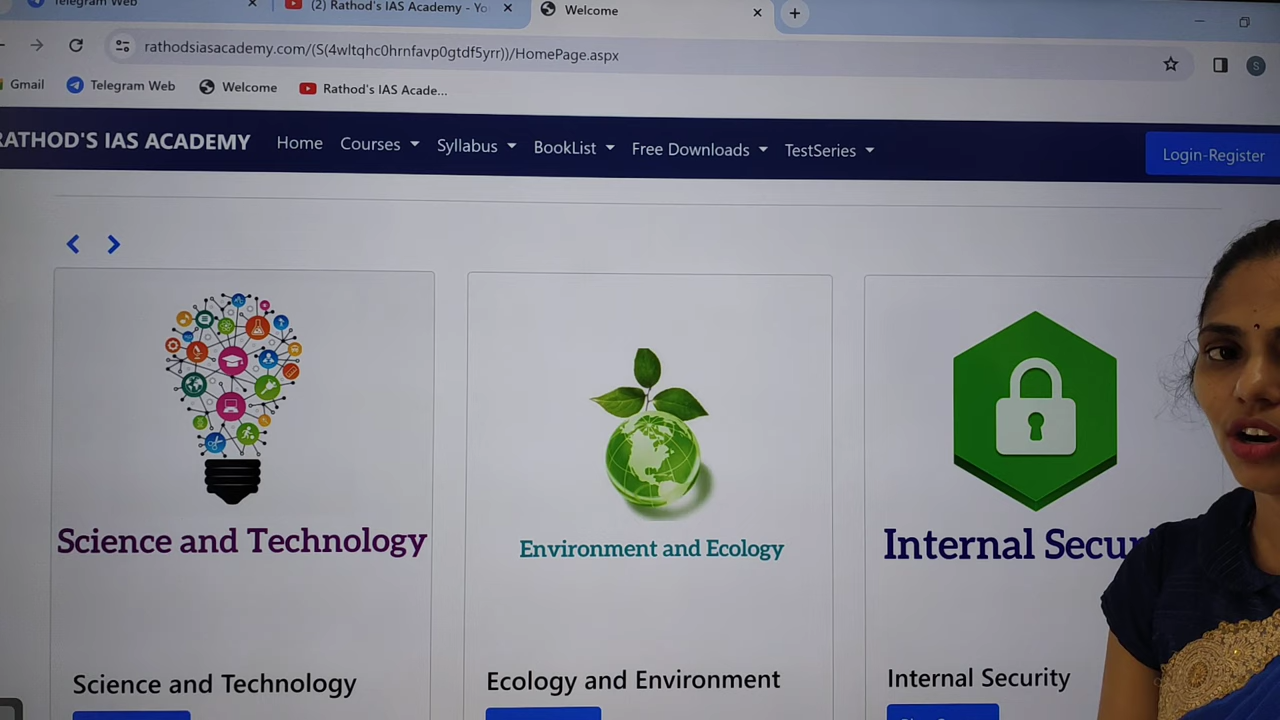 Telegram Web
(2) Rathod's IAS Academy - Yo
Welcome
rathodsiasacademy.com/(S(4wltqhc0hrnfavp0gtdf5yrr))/HomePage.aspx
S
Gmail
Telegram Web
Welcome
Rathod's IAS Acade...
RATHOD'S IAS ACADEMY
Home
Courses
Syllabus
BookList
Free Downloads
TestSeries
Login-Register
Science and Technology
Environment and Ecology
Internal Secur
Science and Technology
Ecology and Environment
Internal Security